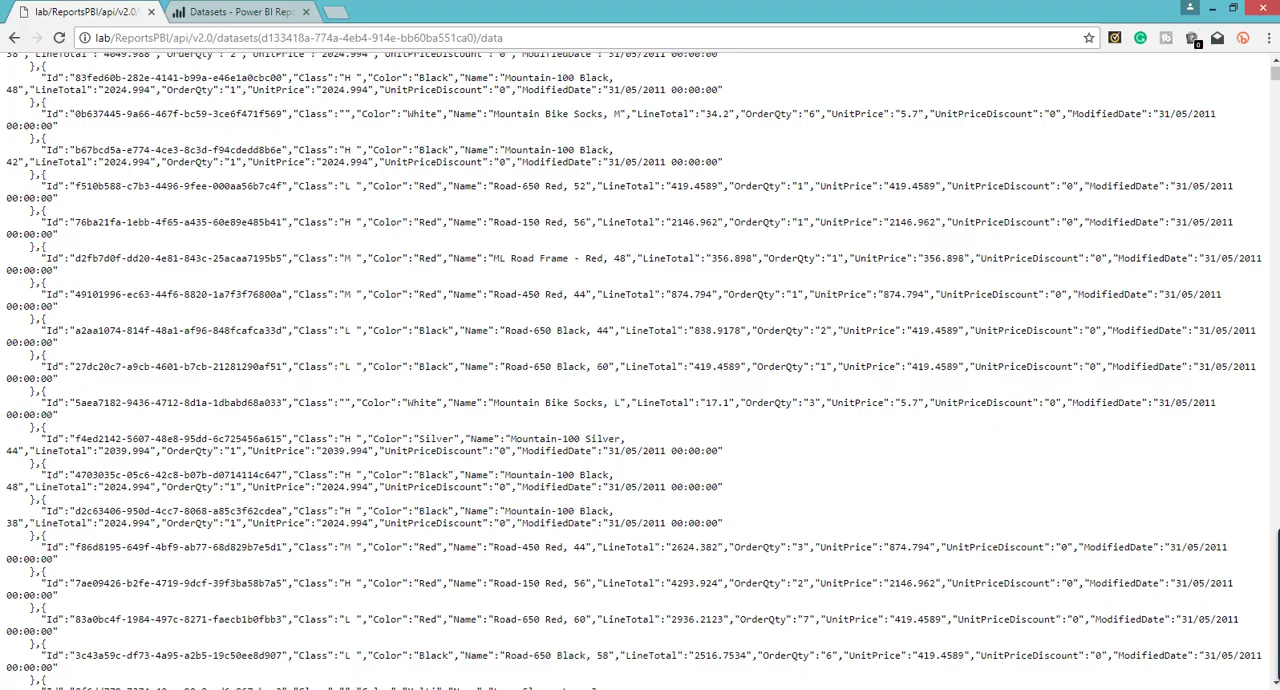 lab/ReportsPBI/api/v2.0/
Datasets - Power BI Repo
lab/ReportsPBI/api/v2.0/datasets(d133418a-774a-4eb4-914e-bb60ba551ca0)/data
0
38","LineTotal":"4049.988","OrderQty":"2","UnitPrice":"2024.994","UnitPriceDiscount":"0","ModifiedDate":"31/05/2011 00:00:00"
},{
"Id":"83fed60b-282e-4141-b99a-e46e1a0cbc00","Class":"H ","Color":"Black","Name":"Mountain-100 Black,
48","LineTotal":"2024.994","OrderQty":"1","UnitPrice":"2024.994","UnitPriceDiscount":"0","ModifiedDate":"31/05/2011 00:00:00"
},{
"Id":"0b637445-9a66-467f-bc59-3ce6f471f569","Class":"","Color":"White","Name":"Mountain Bike Socks, M","LineTotal":"34.2","OrderQty":"6","UnitPrice":"5.7","UnitPriceDiscount":"0","ModifiedDate":"31/05/2011
00:00:00"
},{
"Id":"b67bcd5a-e774-4ce3-8c3d-f94cdedd8b6e","Class":"H ","Color":"Black","Name":"Mountain-100 Black,
42","LineTotal":"2024.994","OrderQty":"1","UnitPrice":"2024.994","UnitPriceDiscount":"0","ModifiedDate":"31/05/2011 00:00:00"
},{
"Id":"f510b588-c7b3-4496-9fee-000aa56b7c4f","Class":"L ","Color":"Red","Name":"Road-650 Red, 52","LineTotal":"419.4589","OrderQty":"1","UnitPrice":"419.4589","UnitPriceDiscount":"0","ModifiedDate":"31/05/2011
00:00:00"
},{
"Id":"76ba21fa-1ebb-4f65-a435-60e89e485b41","Class":"H ","Color":"Red","Name":"Road-150 Red, 56","LineTotal":"2146.962","OrderQty":"1","UnitPrice":"2146.962","UnitPriceDiscount":"0","ModifiedDate":"31/05/2011
00:00:00"
},{
"Id":"d2fb7d0f-dd20-4e81-843c-25acaa7195b5","Class":"M ","Color":"Red","Name":"ML Road Frame - Red, 48","LineTotal":"356.898","OrderQty":"1","UnitPrice":"356.898","UnitPriceDiscount":"0","ModifiedDate":"31/05/2011
00:00:00"
},{
"Id":"49101996-ec63-44f6-8820-1a7f3f76800a","Class":"M ","Color":"Red","Name":"Road-450 Red, 44","LineTotal":"874.794","OrderQty":"1","UnitPrice":"874.794","UnitPriceDiscount":"0","ModifiedDate":"31/05/2011
00:00:00"
},{
"Id":"a2aa1074-814f-48a1-af96-848fcafca33d","Class":"L ","Color":"Black","Name":"Road-650 Black, 44","LineTotal":"838.9178","OrderQty":"2","UnitPrice":"419.4589","UnitPriceDiscount":"0","ModifiedDate":"31/05/2011
00:00:00"
},{
"Id":"27dc20c7-a9cb-4601-b7cb-21281290af51","Class":"L ","Color":"Black","Name":"Road-650 Black, 60","LineTotal":"419.4589","OrderQty":"1","UnitPrice":"419.4589","UnitPriceDiscount":"0","ModifiedDate":"31/05/2011
00:00:00"
},{
"Id":"5aea7182-9436-4712-8d1a-1dbabd68a033","Class":"","Color":"White","Name":"Mountain Bike Socks, L","LineTotal":"17.1","OrderQty":"3","UnitPrice":"5.7","UnitPriceDiscount":"0","ModifiedDate":"31/05/2011
00:00:00"
},{
"Id":"f4ed2142-5607-48e8-95dd-6c725456a615","Class":"H ","Color":"Silver","Name":"Mountain-100 Silver,
44","LineTotal":"2039.994","OrderQty":"1","UnitPrice":"2039.994","UnitPriceDiscount":"0","ModifiedDate":"31/05/2011 00:00:00"
},{
"Id":"4703035c-05c6-42c8-b07b-d0714114c647","Class":"H ","Color":"Black","Name":"Mountain-100 Black,
48","LineTotal":"2024.994","OrderQty":"1","UnitPrice":"2024.994","UnitPriceDiscount":"0","ModifiedDate":"31/05/2011 00:00:00"
},{
"Id":"d2c63406-950d-4cc7-8068-a85c3f62cdea","Class":"H ","Color":"Black","Name":"Mountain-100 Black,
38","LineTotal":"2024.994","OrderQty":"1","UnitPrice":"2024.994","UnitPriceDiscount":"0","ModifiedDate":"31/05/2011 00:00:00"
},{
"Id":"f86d8195-649f-4bf9-ab77-68d829b7e5d1","Class":"M ","Color":"Red","Name":"Road-450 Red, 44","LineTotal":"2624.382","OrderQty":"3","UnitPrice":"874.794","UnitPriceDiscount":"0","ModifiedDate":"31/05/2011
00:00:00"
},{
"Id":"7ae09426-b2fe-4719-9dcf-39f3ba58b7a5","Class":"H ","Color":"Red","Name":"Road-150 Red, 56","LineTotal":"4293.924","OrderQty":"2","UnitPrice":"2146.962","UnitPriceDiscount":"0","ModifiedDate":"31/05/2011
00:00:00"
},{
"Id":"83a0bc4f-1984-497c-8271-faecb1b0fbb3","Class":"L ","Color":"Red","Name":"Road-650 Red, 60","LineTotal":"2936.2123","OrderQty":"7","UnitPrice":"419.4589","UnitPriceDiscount":"0","ModifiedDate":"31/05/2011
00:00:00"
},{
"Id":"3c43a59c-df73-4a95-a2b5-19c50ee8d907","Class":"L ","Color":"Black","Name":"Road-650 Black, 58","LineTotal":"2516.7534","OrderQty":"6","UnitPrice":"419.4589","UnitPriceDiscount":"0","ModifiedDate":"31/05/2011
00:00:00"
},{